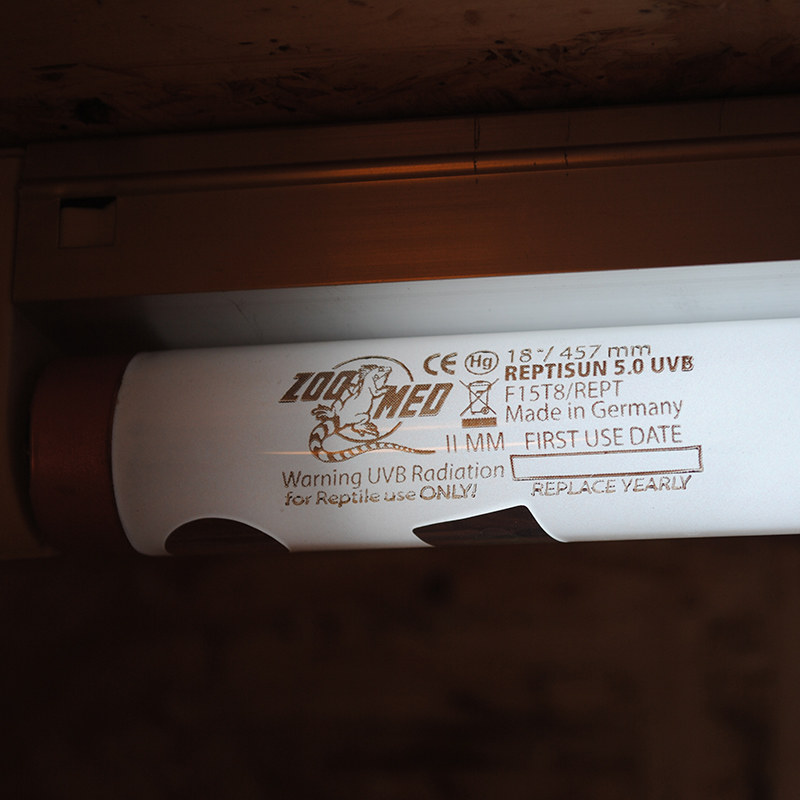 ZOO MED
CE Hg 18"/ 457 mm
REPTISUN 5.0 UVB
F15T8/REPT
Made in Germany
II MM FIRST USE DATE
Warning UVB Radiation
for Reptile use ONLY!
REPLACE YEARLY